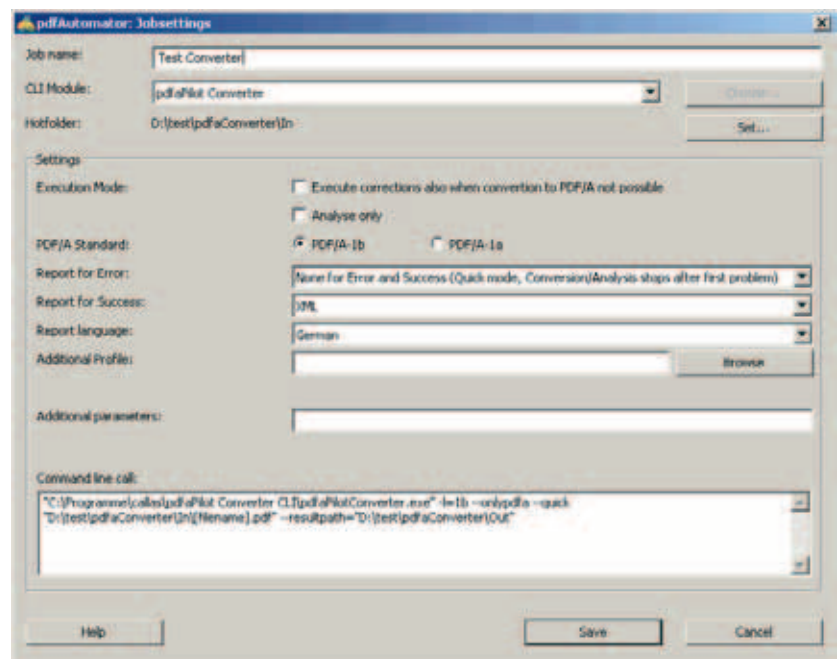 pdfAutomator: Jobsettings
Job name: Test Converter
CLI Module: pdfaPilot Converter Choose...
Hotfolder: D:\test\pdfaConverter\In Set...
Settings
Execution Mode: Execute corrections also when convertion to PDF/A not possible
Analyse only
PDF/A Standard: PDF/A-1b PDF/A-1a
Report for Error: None for Error and Success (Quick mode, Conversion/Analysis stops after first problem)
Report for Success: XML
Report language: German
Additional Profile: Browse
Additional parameters:
Command line call:
"C:\Programme\callas\pdfaPilot Converter CLI\pdfaPilotConverter.exe" -l=1b --onlypdfa --quick
"D:\test\pdfaConverter\In\[filename].pdf" --resultpath="D:\test\pdfaConverter\Out"
Help Save Cancel